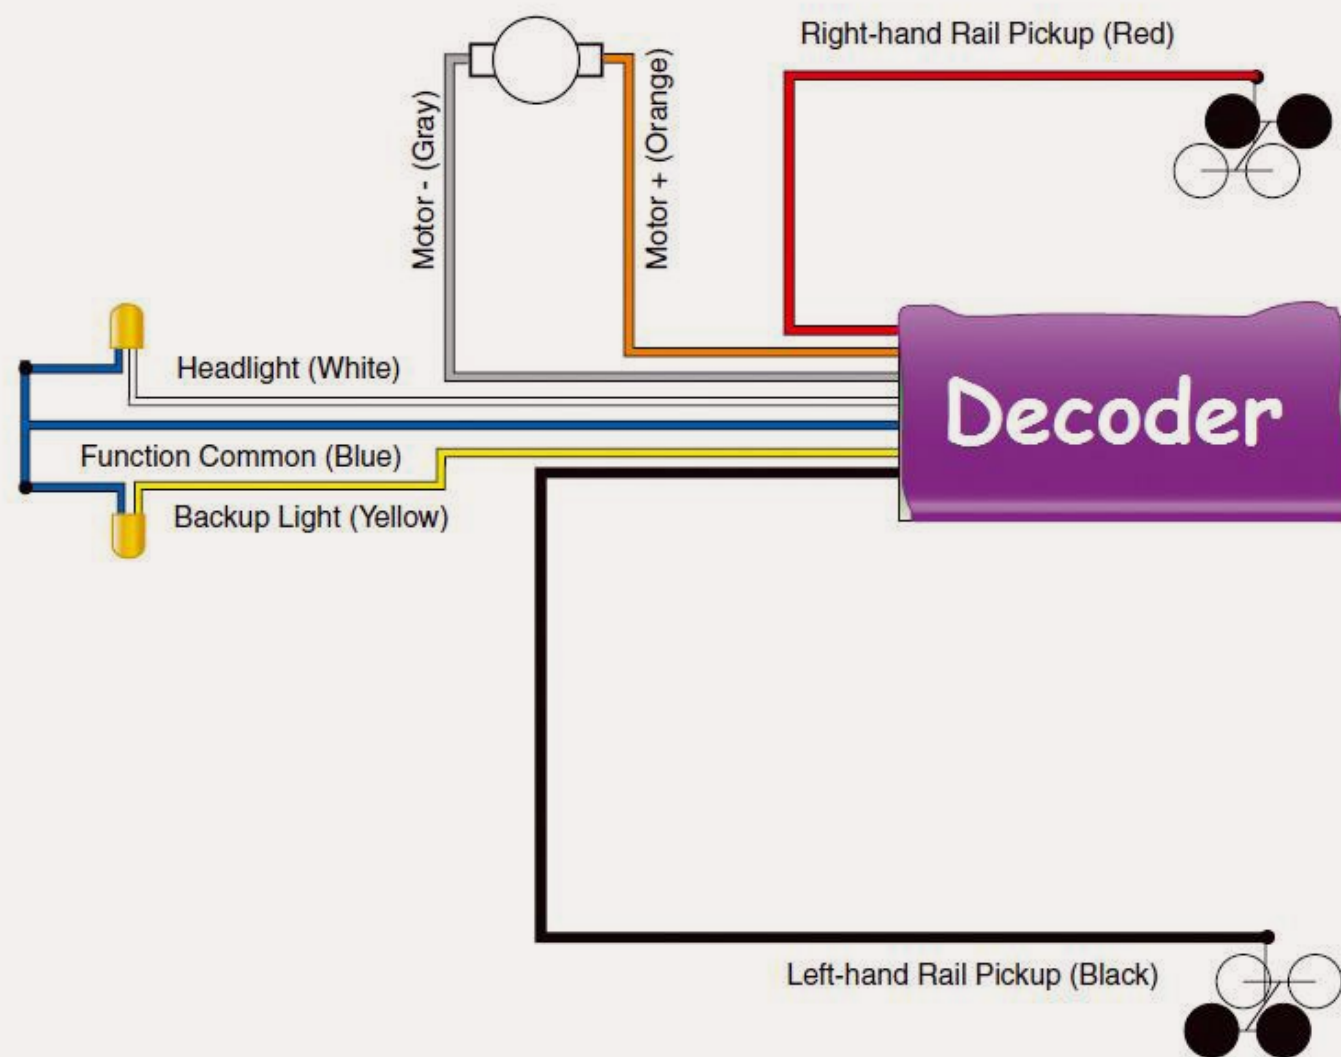 Right-hand Rail Pickup (Red)
Motor - (Gray)
Motor + (Orange)
Headlight (White)
Decoder
Function Common (Blue)
Backup Light (Yellow)
Left-hand Rail Pickup (Black)